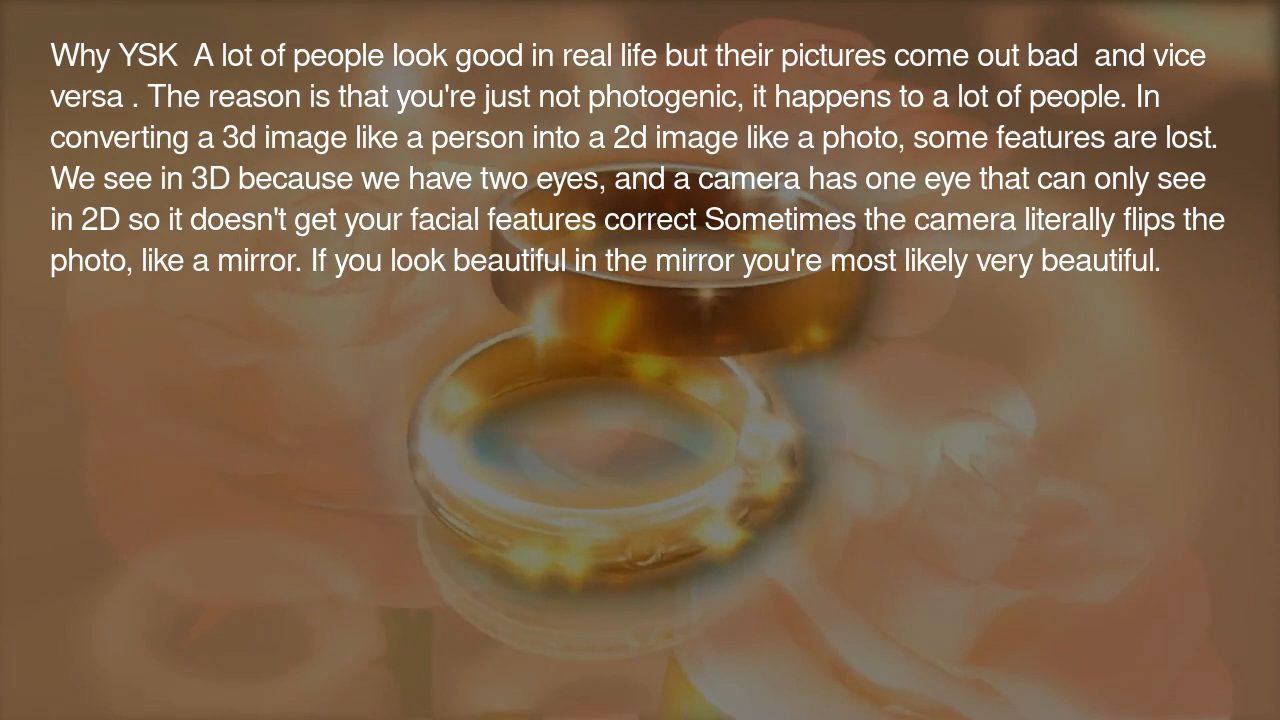 Why YSK  A lot of people look good in real life but their pictures come out bad  and vice
versa . The reason is that you're just not photogenic, it happens to a lot of people. In
converting a 3d image like a person into a 2d image like a photo, some features are lost.
We see in 3D because we have two eyes, and a camera has one eye that can only see
in 2D so it doesn't get your facial features correct Sometimes the camera literally flips the
photo, like a mirror. If you look beautiful in the mirror you're most likely very beautiful.